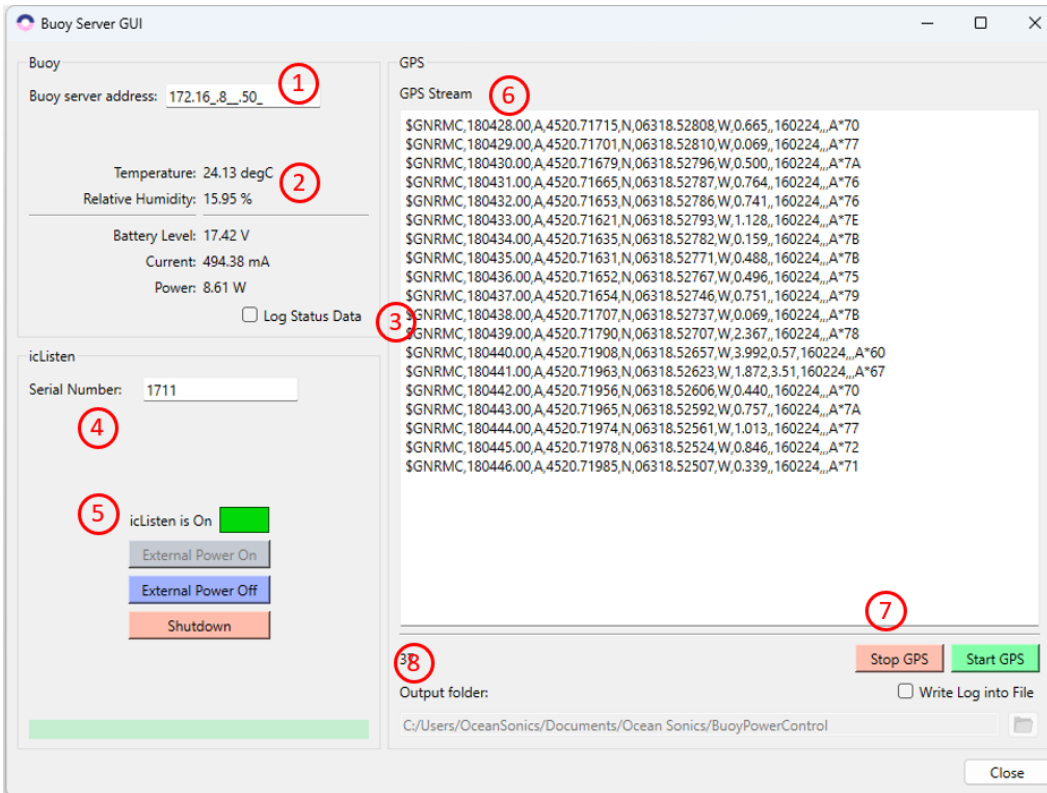 Buoy Server GUI
Buoy
Buoy server address: 172.16_.8__.50_
1
Temperature: 24.13 degC
2
Relative Humidity: 15.95 %
Battery Level: 17.42 V
Current: 494.38 mA
Power: 8.61 W
Log Status Data
3
icListen
Serial Number: 1711
4
5
icListen is On
External Power On
External Power Off
Shutdown
GPS
GPS Stream
6
$GNRMC,180428.00,A,4520.71715,N,06318.52808,W,0.665,,160224,,,A*70
$GNRMC,180429.00,A,4520.71701,N,06318.52810,W,0.069,,160224,,,A*77
$GNRMC,180430.00,A,4520.71679,N,06318.52796,W,0.500,,160224,,,A*7A
$GNRMC,180431.00,A,4520.71665,N,06318.52787,W,0.764,,160224,,,A*76
$GNRMC,180432.00,A,4520.71653,N,06318.52786,W,0.741,,160224,,,A*76
$GNRMC,180433.00,A,4520.71621,N,06318.52793,W,1.128,,160224,,,A*7E
$GNRMC,180434.00,A,4520.71635,N,06318.52782,W,0.159,,160224,,,A*7B
$GNRMC,180435.00,A,4520.71631,N,06318.52771,W,0.488,,160224,,,A*7B
$GNRMC,180436.00,A,4520.71652,N,06318.52767,W,0.496,,160224,,,A*75
$GNRMC,180437.00,A,4520.71654,N,06318.52746,W,0.751,,160224,,,A*79
$GNRMC,180438.00,A,4520.71707,N,06318.52737,W,0.069,,160224,,,A*7B
$GNRMC,180439.00,A,4520.71790,N,06318.52707,W,2.367,,160224,,,A*78
$GNRMC,180440.00,A,4520.71908,N,06318.52657,W,3.992,0.57,160224,,,A*60
$GNRMC,180441.00,A,4520.71963,N,06318.52623,W,1.872,3.51,160224,,,A*67
$GNRMC,180442.00,A,4520.71956,N,06318.52606,W,0.440,,160224,,,A*70
$GNRMC,180443.00,A,4520.71965,N,06318.52592,W,0.757,,160224,,,A*7A
$GNRMC,180444.00,A,4520.71974,N,06318.52561,W,1.013,,160224,,,A*77
$GNRMC,180445.00,A,4520.71978,N,06318.52524,W,0.846,,160224,,,A*72
$GNRMC,180446.00,A,4520.71985,N,06318.52507,W,0.339,,160224,,,A*71
7
8
Stop GPS Start GPS
Output folder: Write Log into File
C:/Users/OceanSonics/Documents/Ocean Sonics/BuoyPowerControl
Close